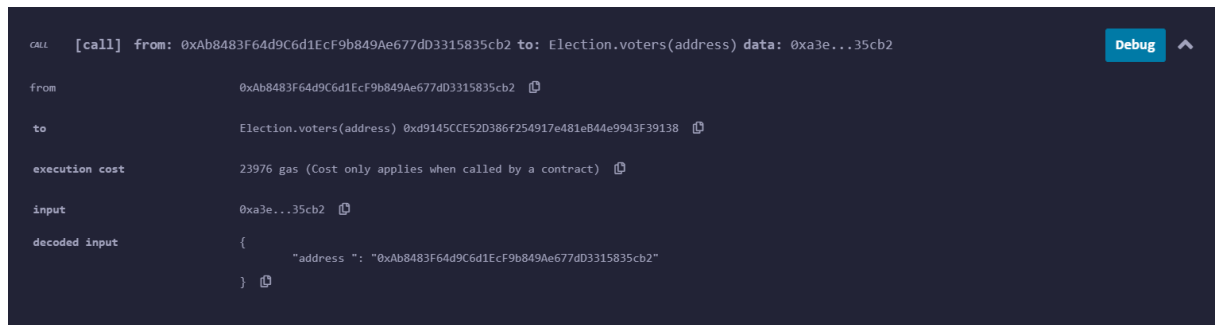 CALL [call] from: 0xAb8483F64d9C6d1EcF9b849Ae677dD3315835cb2 to: Election.voters(address) data: 0xa3e...35cb2 Debug
from 0xAb8483F64d9C6d1EcF9b849Ae677dD3315835cb2
to Election.voters(address) 0xd9145CCE52D386f254917e481eB44e9943F39138
execution cost 23976 gas (Cost only applies when called by a contract)
input 0xa3e...35cb2
decoded input {
"address ": "0xAb8483F64d9C6d1EcF9b849Ae677dD3315835cb2"
}